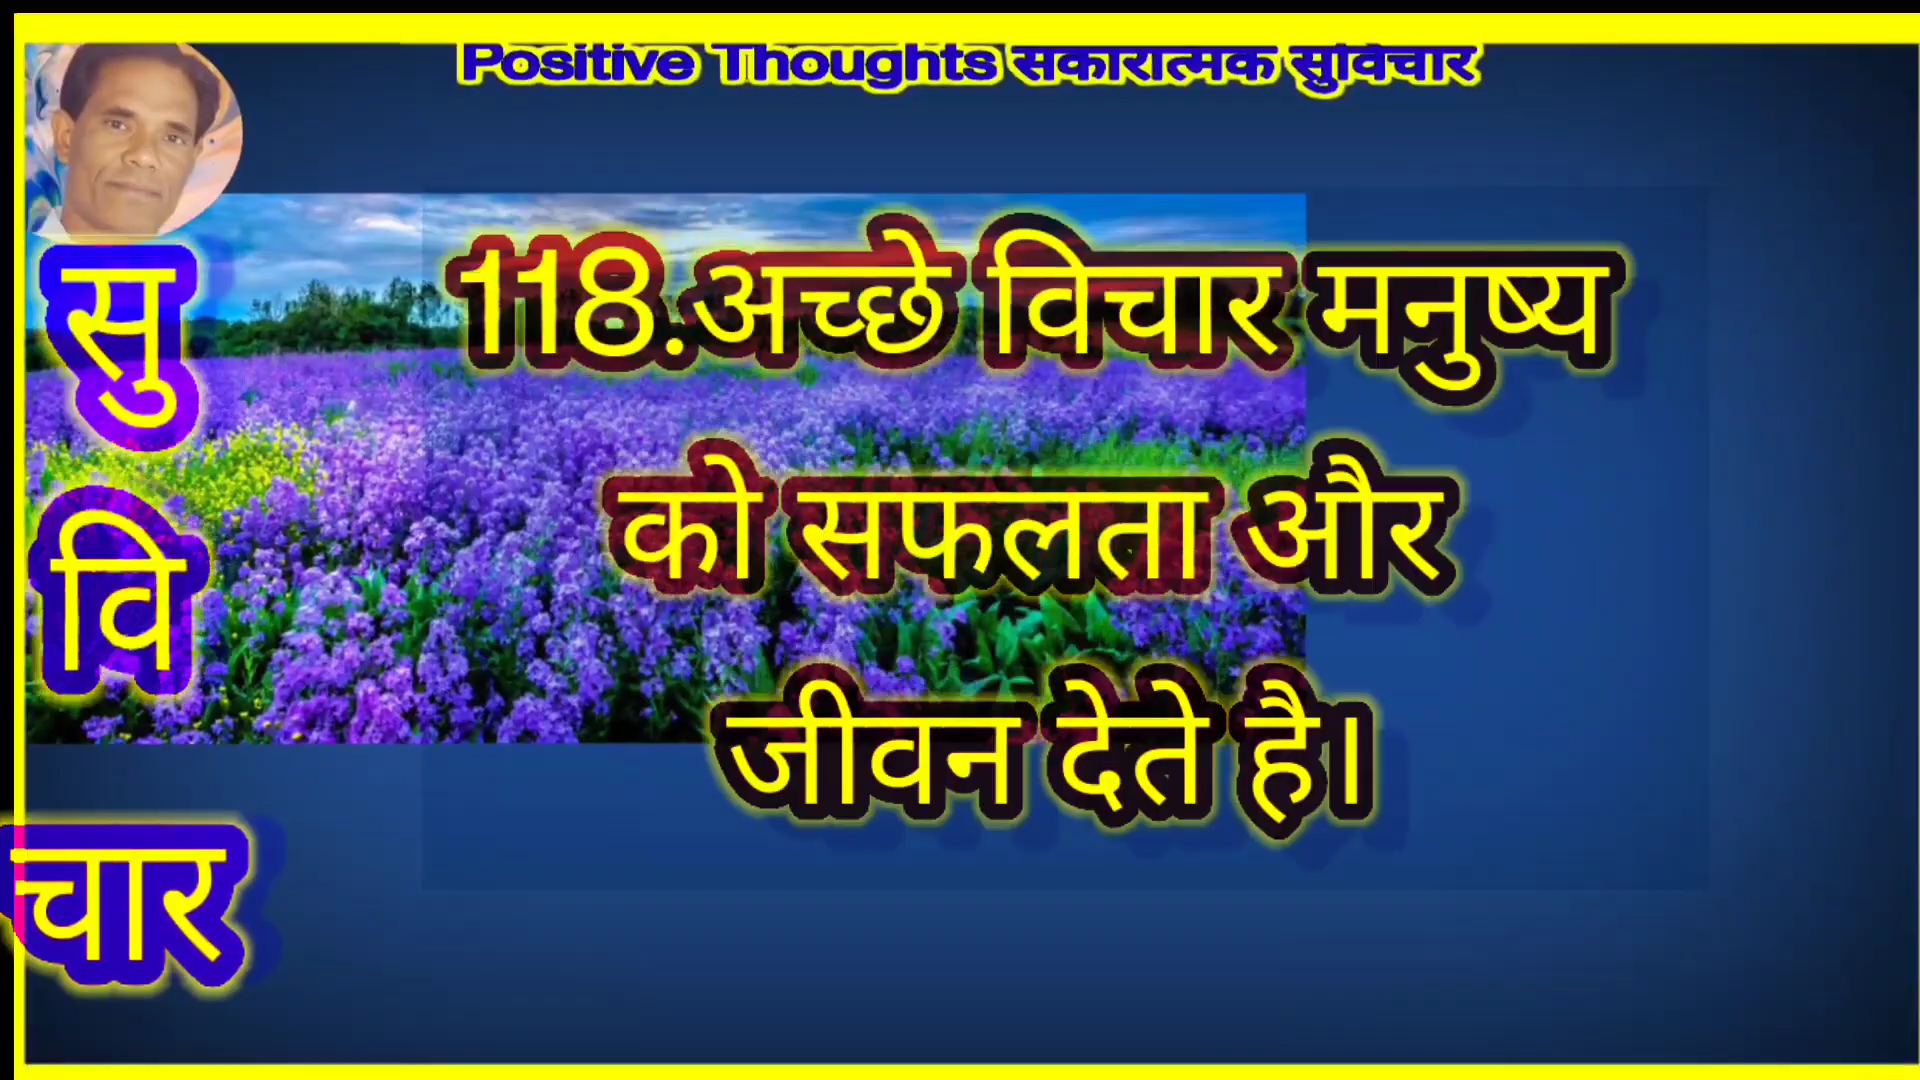 Positive Thoughts सकारात्मक सुविचार
118.अच्छे विचार मनुष्य
को सफलता और
जीवन देते है।
सु
वि
चार